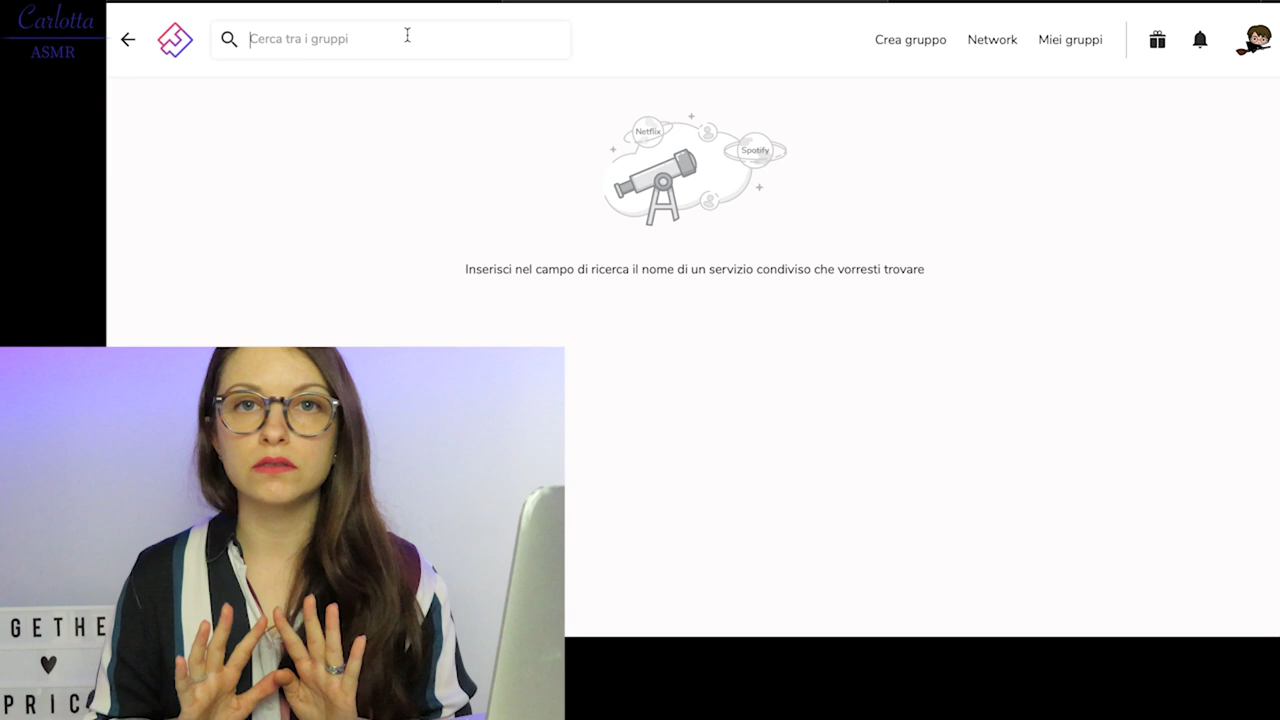 Carlotta
ASMR
Cerca tra i gruppi
Crea gruppo
Network
Miei gruppi
Netflix
Spotify
Inserisci nel campo di ricerca il nome di un servizio condiviso che vorresti trovare
GETHE
♥
PRIC